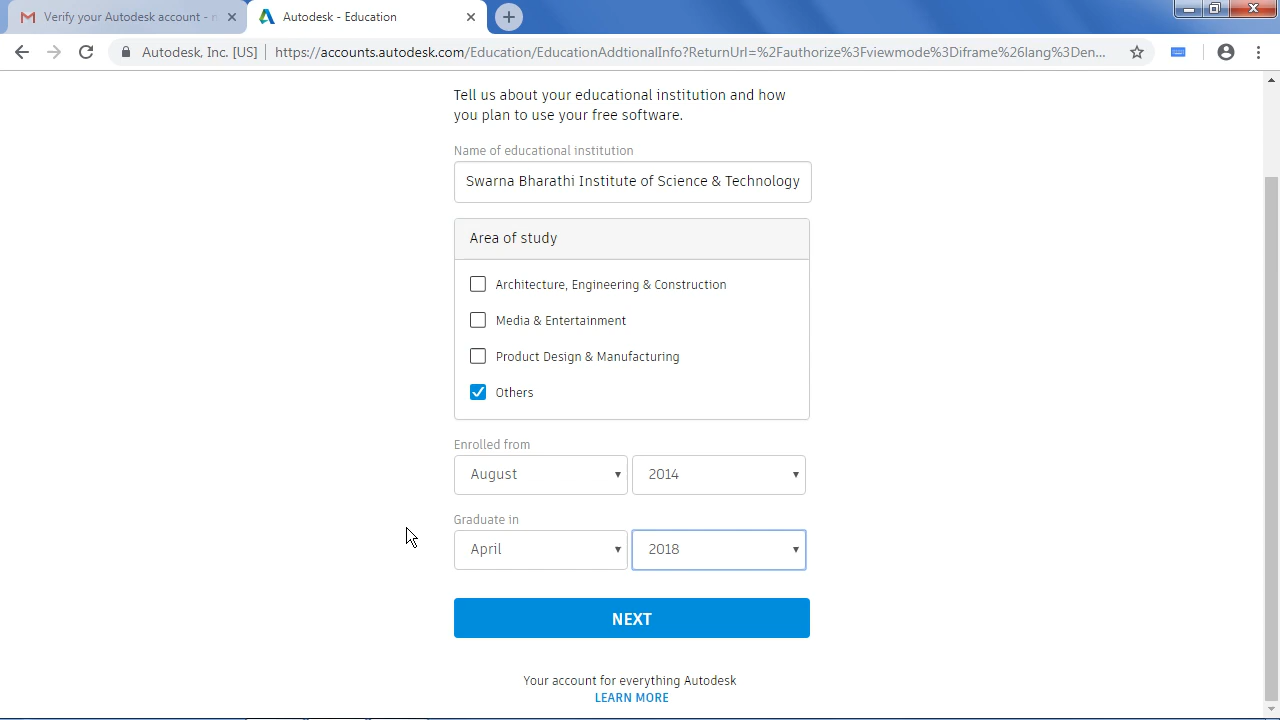 Verify your Autodesk account -
Autodesk - Education
Autodesk, Inc. [US]
https://accounts.autodesk.com/Education/EducationAddtionalInfo?ReturnUrl=%2Fauthorize%3Fviewmode%3Diframe%26lang%3Den...
Tell us about your educational institution and how
you plan to use your free software.
Name of educational institution
Swarna Bharathi Institute of Science & Technology
Area of study
Architecture, Engineering & Construction
Media & Entertainment
Product Design & Manufacturing
Others
Enrolled from
August 2014
Graduate in
April 2018
NEXT
Your account for everything Autodesk
LEARN MORE